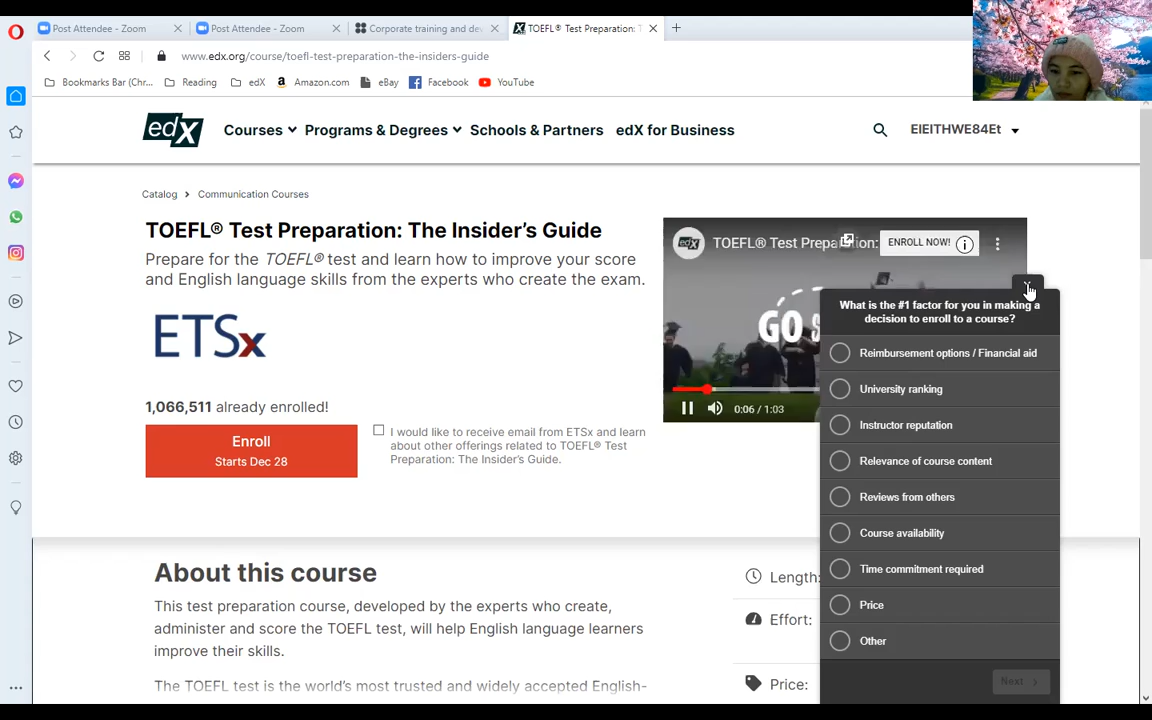 Post Attendee - Zoom
Post Attendee - Zoom
Corporate training and dev
TOEFL® Test Preparation: T
www.edx.org/course/toefl-test-preparation-the-insiders-guide
Bookmarks Bar (Chr...
Reading
edX
Amazon.com
eBay
Facebook
YouTube
edX
Courses
Programs & Degrees
Schools & Partners
edX for Business
EIEITHWE84Et
Catalog
Communication Courses
TOEFL® Test Preparation: The Insider's Guide
Prepare for the TOEFL® test and learn how to improve your score
and English language skills from the experts who create the exam.
ETSx
1,066,511 already enrolled!
Enroll
Starts Dec 28
I would like to receive email from ETSx and learn
about other offerings related to TOEFL® Test
Preparation: The Insider's Guide.
edX
TOEFL® Test Preparation:
ENROLL NOW!
GO
0:06 / 1:03
What is the #1 factor for you in making a
decision to enroll to a course?
Reimbursement options / Financial aid
University ranking
Instructor reputation
Relevance of course content
Reviews from others
Course availability
Time commitment required
Price
Other
Next
About this course
This test preparation course, developed by the experts who create,
administer and score the TOEFL test, will help English language learners
improve their skills.
The TOEFL test is the world's most trusted and widely accepted English-
Length:
Effort:
Price: